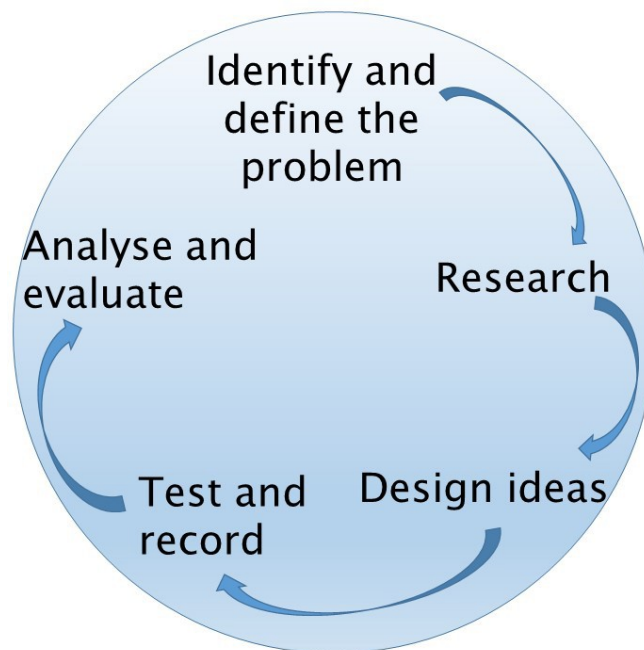 Identify and
define the
problem
Research
Design ideas
Test and
record
Analyse and
evaluate